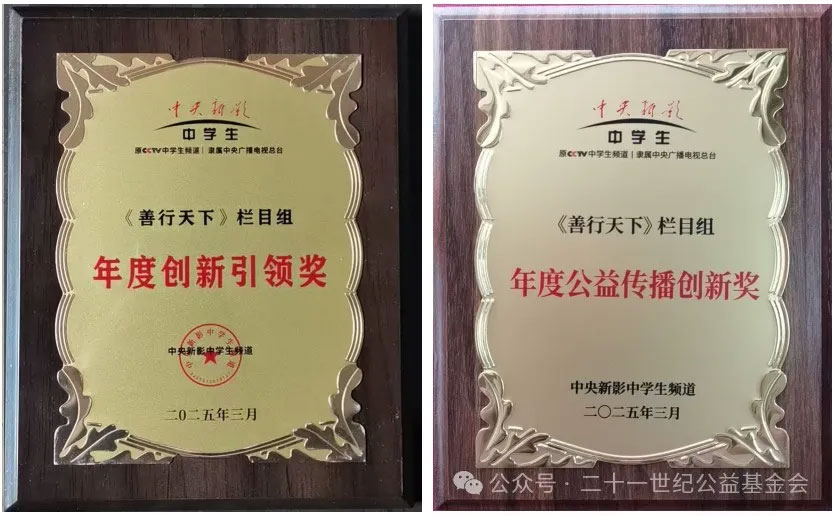 中央新影
中学生
原CCTV中学生频道|隶属中央广播电视总台
《善行天下》栏目组
年度创新引领奖
中央新影中学生频道
二〇二五年三月
中央新影
中学生
原CCTV中学生频道|隶属中央广播电视总台
《善行天下》栏目组
年度公益传播创新奖
中央新影中学生频道
二〇二五年三月
公众号·二十一世纪公益基金会